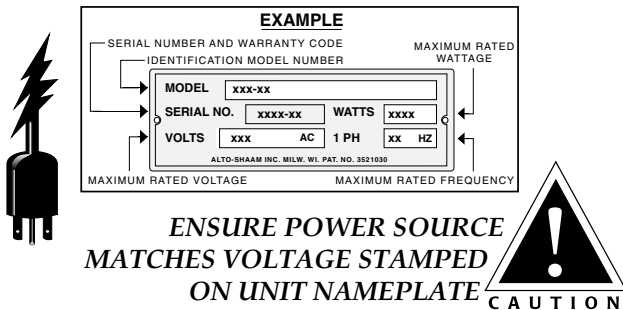 EXAMPLE
SERIAL NUMBER AND WARRANTY CODE
IDENTIFICATION MODEL NUMBER
MAXIMUM RATED
WATTAGE
MODEL xxx-xx
SERIAL NO. xxxx-xx WATTS xxxx
VOLTS xxx AC 1 PH xx HZ
ALTO-SHAAM INC. MILW. WI. PAT. NO. 3521030
MAXIMUM RATED VOLTAGE MAXIMUM RATED FREQUENCY
ENSURE POWER SOURCE
MATCHES VOLTAGE STAMPED
ON UNIT NAMEPLATE
!
CAUTION